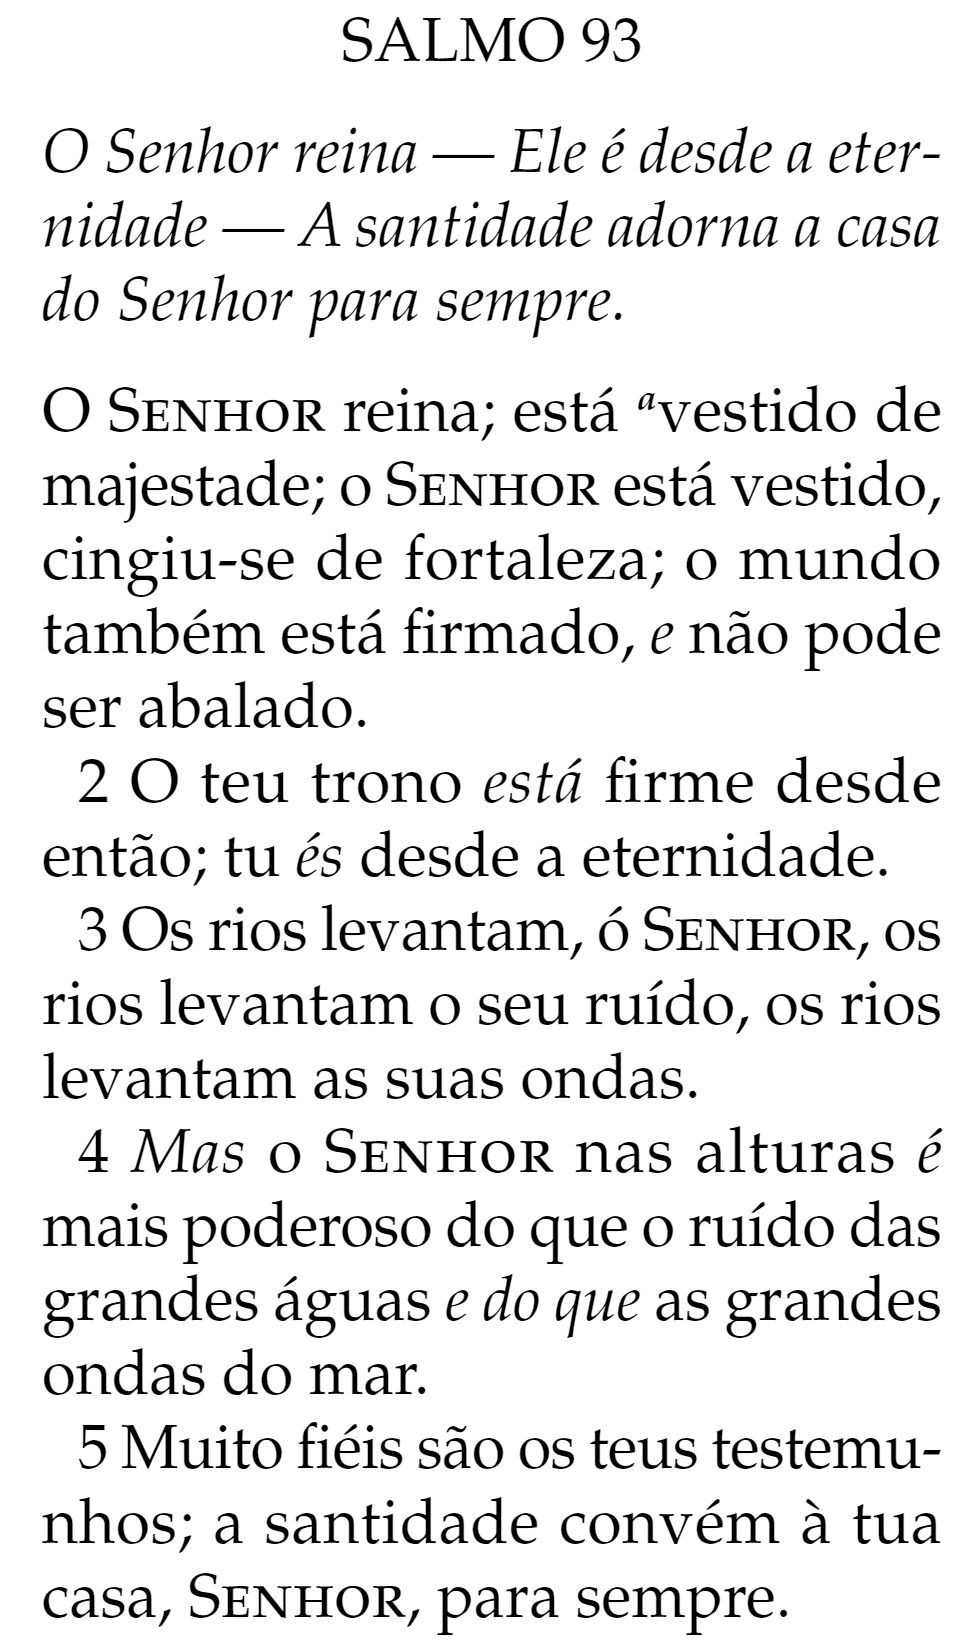 SALMO 93
O Senhor reina — Ele é desde a eter-
nidade — A santidade adorna a casa
do Senhor para sempre.
O SENHOR reina; está ᵃvestido de
majestade; o SENHOR está vestido,
cingiu-se de fortaleza; o mundo
também está firmado, e não pode
ser abalado.
2 O teu trono está firme desde
então; tu és desde a eternidade.
3 Os rios levantam, ó SENHOR, os
rios levantam o seu ruído, os rios
levantam as suas ondas.
4 Mas o SENHOR nas alturas é
mais poderoso do que o ruído das
grandes águas e do que as grandes
ondas do mar.
5 Muito fiéis são os teus testemu-
nhos; a santidade convém à tua
casa, SENHOR, para sempre.